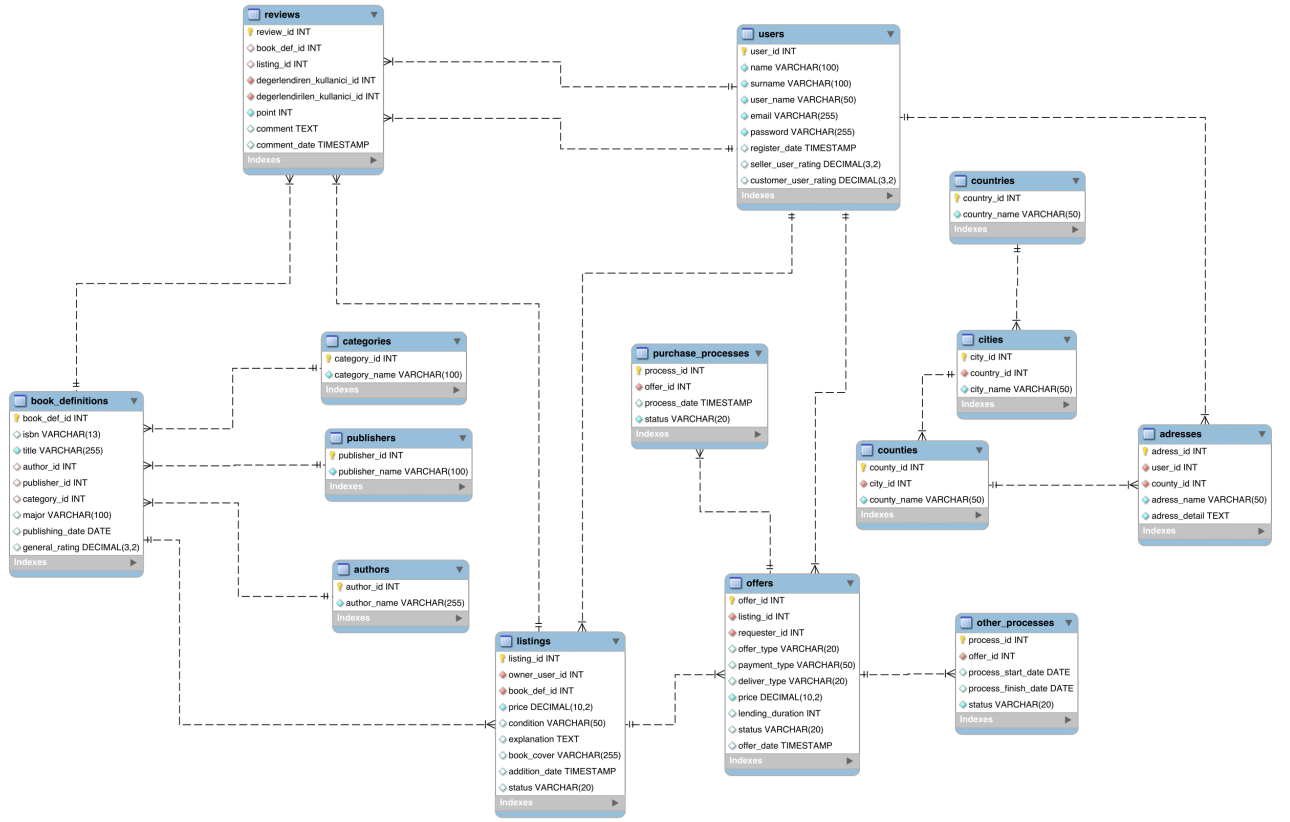 reviews
review_id INT
book_def_id INT
listing_id INT
degerlendiren_kullanici_id INT
degerlendirilen_kullanici_id INT
point INT
comment TEXT
comment_date TIMESTAMP
Indexes
users
user_id INT
name VARCHAR(100)
surname VARCHAR(100)
user_name VARCHAR(50)
email VARCHAR(255)
password VARCHAR(255)
register_date TIMESTAMP
seller_user_rating DECIMAL(3,2)
customer_user_rating DECIMAL(3,2)
Indexes
countries
country_id INT
country_name VARCHAR(50)
Indexes
categories
category_id INT
category_name VARCHAR(100)
Indexes
purchase_processes
process_id INT
offer_id INT
process_date TIMESTAMP
status VARCHAR(20)
Indexes
cities
city_id INT
country_id INT
city_name VARCHAR(50)
Indexes
book_definitions
book_def_id INT
isbn VARCHAR(13)
title VARCHAR(255)
author_id INT
publisher_id INT
category_id INT
major VARCHAR(100)
publishing_date DATE
general_rating DECIMAL(3,2)
Indexes
publishers
publisher_id INT
publisher_name VARCHAR(100)
Indexes
counties
county_id INT
city_id INT
county_name VARCHAR(50)
Indexes
adresses
adress_id INT
user_id INT
county_id INT
adress_name VARCHAR(50)
adress_detail TEXT
Indexes
authors
author_id INT
author_name VARCHAR(255)
Indexes
listings
listing_id INT
owner_user_id INT
book_def_id INT
price DECIMAL(10,2)
condition VARCHAR(50)
explanation TEXT
book_cover VARCHAR(255)
addition_date TIMESTAMP
status VARCHAR(20)
Indexes
offers
offer_id INT
listing_id INT
requester_id INT
offer_type VARCHAR(20)
payment_type VARCHAR(50)
deliver_type VARCHAR(20)
price DECIMAL(10,2)
lending_duration INT
status VARCHAR(20)
offer_date TIMESTAMP
Indexes
other_processes
process_id INT
offer_id INT
process_start_date DATE
process_finish_date DATE
status VARCHAR(20)
Indexes